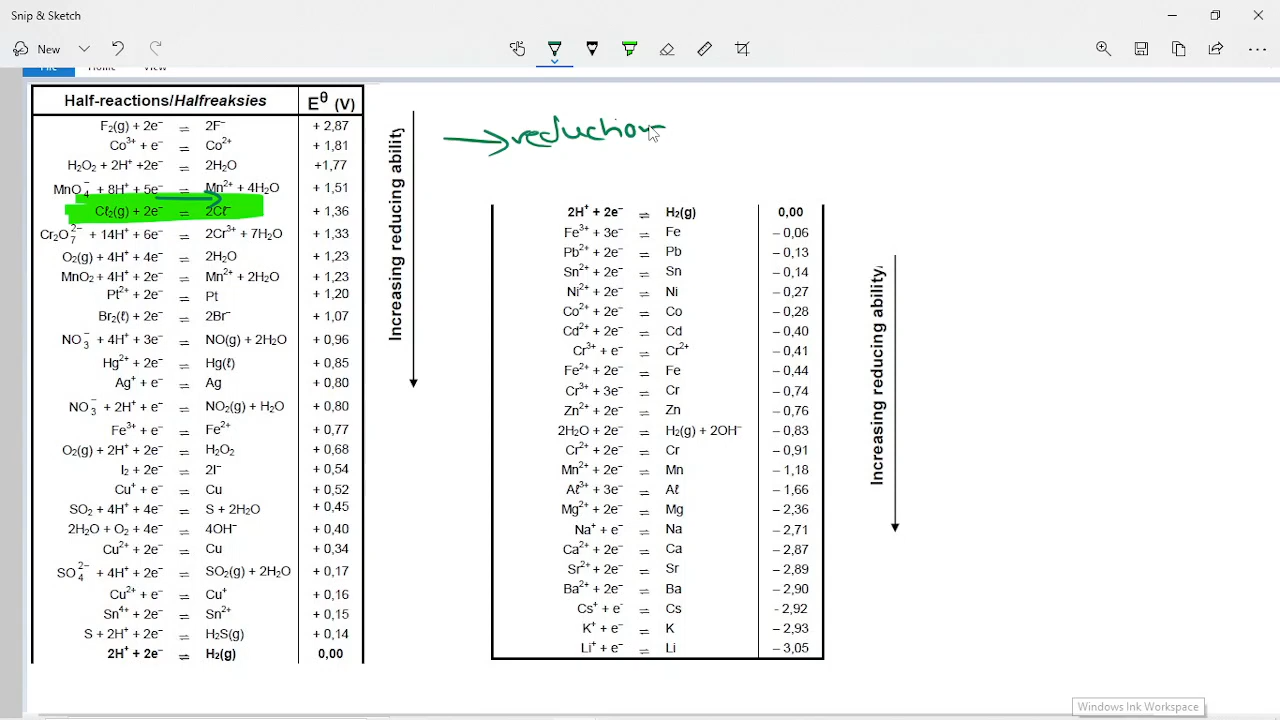 Snip & Sketch
New
Half-reactions/Halfreaksies Eθ (V)
F₂(g) + 2e⁻ ⇌ 2F⁻ + 2,87
Co³⁺ + e⁻ ⇌ Co²⁺ + 1,81
H₂O₂ + 2H⁺ +2e⁻ ⇌ 2H₂O +1,77
MnO₄⁻ + 8H⁺ + 5e⁻ ⇌ Mn²⁺ + 4H₂O + 1,51
Cℓ₂(g) + 2e⁻ ⇌ 2Cℓ⁻ + 1,36
Cr₂O₇²⁻ + 14H⁺ + 6e⁻ ⇌ 2Cr³⁺ + 7H₂O + 1,33
O₂(g) + 4H⁺ + 4e⁻ ⇌ 2H₂O + 1,23
MnO₂ + 4H⁺ + 2e⁻ ⇌ Mn²⁺ + 2H₂O + 1,23
Pt²⁺ + 2e⁻ ⇌ Pt + 1,20
Br₂(ℓ) + 2e⁻ ⇌ 2Br⁻ + 1,07
NO₃⁻ + 4H⁺ + 3e⁻ ⇌ NO(g) + 2H₂O + 0,96
Hg²⁺ + 2e⁻ ⇌ Hg(ℓ) + 0,85
Ag⁺ + e⁻ ⇌ Ag + 0,80
NO₃⁻ + 2H⁺ + e⁻ ⇌ NO₂(g) + H₂O + 0,80
Fe³⁺ + e⁻ ⇌ Fe²⁺ + 0,77
O₂(g) + 2H⁺ + 2e⁻ ⇌ H₂O₂ + 0,68
I₂ + 2e⁻ ⇌ 2I⁻ + 0,54
Cu⁺ + e⁻ ⇌ Cu + 0,52
SO₂ + 4H⁺ + 4e⁻ ⇌ S + 2H₂O + 0,45
2H₂O + O₂ + 4e⁻ ⇌ 4OH⁻ + 0,40
Cu²⁺ + 2e⁻ ⇌ Cu + 0,34
SO₄²⁻ + 4H⁺ + 2e⁻ ⇌ SO₂(g) + 2H₂O + 0,17
Cu²⁺ + e⁻ ⇌ Cu⁺ + 0,16
Sn⁴⁺ + 2e⁻ ⇌ Sn²⁺ + 0,15
S + 2H⁺ + 2e⁻ ⇌ H₂S(g) + 0,14
2H⁺ + 2e⁻ ⇌ H₂(g) 0,00
Increasing reducing ability
→ reduction
2H⁺ + 2e⁻ ⇌ H₂(g) 0,00
Fe³⁺ + 3e⁻ ⇌ Fe – 0,06
Pb²⁺ + 2e⁻ ⇌ Pb – 0,13
Sn²⁺ + 2e⁻ ⇌ Sn – 0,14
Ni²⁺ + 2e⁻ ⇌ Ni – 0,27
Co²⁺ + 2e⁻ ⇌ Co – 0,28
Cd²⁺ + 2e⁻ ⇌ Cd – 0,40
Cr³⁺ + e⁻ ⇌ Cr²⁺ – 0,41
Fe²⁺ + 2e⁻ ⇌ Fe – 0,44
Cr³⁺ + 3e⁻ ⇌ Cr – 0,74
Zn²⁺ + 2e⁻ ⇌ Zn – 0,76
2H₂O + 2e⁻ ⇌ H₂(g) + 2OH⁻ – 0,83
Cr²⁺ + 2e⁻ ⇌ Cr – 0,91
Mn²⁺ + 2e⁻ ⇌ Mn – 1,18
Aℓ³⁺ + 3e⁻ ⇌ Aℓ – 1,66
Mg²⁺ + 2e⁻ ⇌ Mg – 2,36
Na⁺ + e⁻ ⇌ Na – 2,71
Ca²⁺ + 2e⁻ ⇌ Ca – 2,87
Sr²⁺ + 2e⁻ ⇌ Sr – 2,89
Ba²⁺ + 2e⁻ ⇌ Ba – 2,90
Cs⁺ + e⁻ ⇌ Cs - 2,92
K⁺ + e⁻ ⇌ K – 2,93
Li⁺ + e⁻ ⇌ Li – 3,05
Increasing reducing ability
Windows Ink Workspace